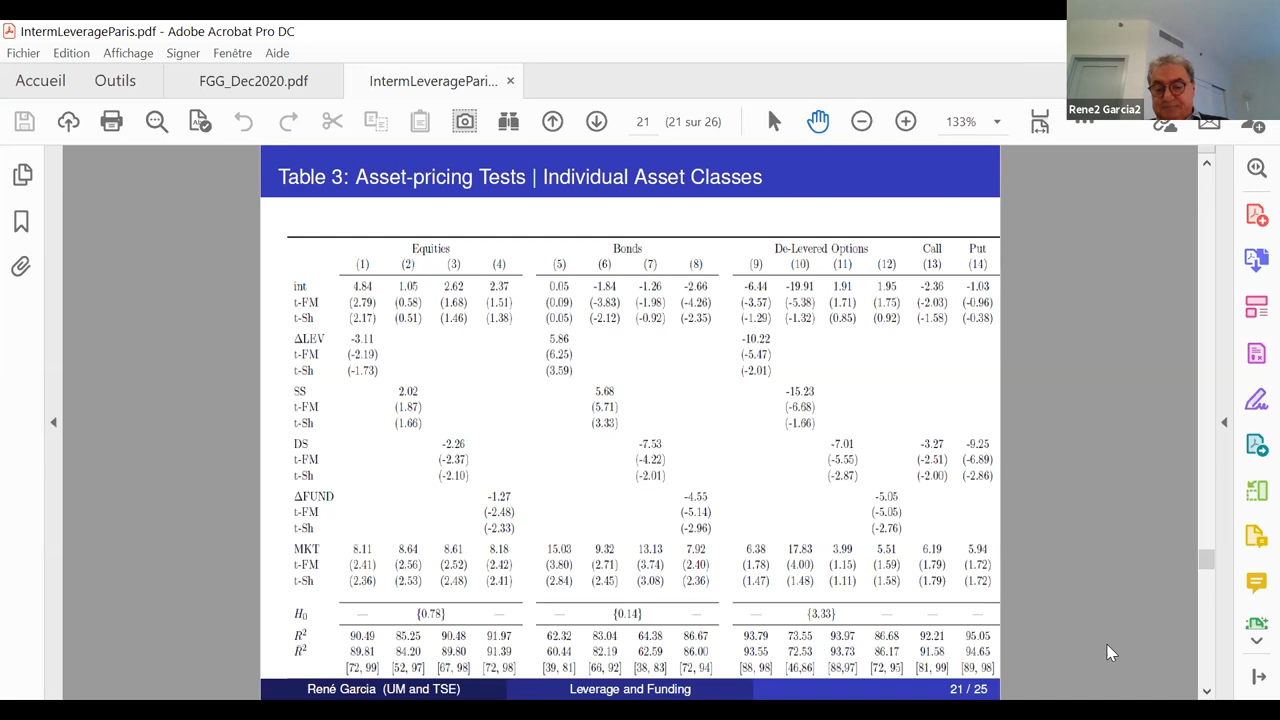 IntermLeverageParis.pdf - Adobe Acrobat Pro DC
Fichier Edition Affichage Signer Fenêtre Aide
Accueil Outils FGG_Dec2020.pdf IntermLeverageParis... ×
21 (21 sur 26) 133%
Rene2 Garcia2
Table 3: Asset-pricing Tests | Individual Asset Classes
Equities Bonds De-Levered Options Call Put
(1) (2) (3) (4) (5) (6) (7) (8) (9) (10) (11) (12) (13) (14)
int 4.84 1.05 2.62 2.37 0.05 -1.84 -1.26 -2.66 -6.44 -19.91 1.91 1.95 -2.36 -1.03
t-FM (2.79) (0.58) (1.68) (1.51) (0.09) (-3.83) (-1.98) (-4.26) (-3.57) (-5.38) (1.71) (1.75) (-2.03) (-0.96)
t-Sh (2.17) (0.51) (1.46) (1.38) (0.05) (-2.12) (-0.92) (-2.35) (-1.29) (-1.32) (0.85) (0.92) (-1.58) (-0.38)
ΔLEV -3.11 5.86 -10.22
t-FM (-2.19) (6.25) (-5.47)
t-Sh (-1.73) (3.59) (-2.01)
SS 2.02 5.68 -15.23
t-FM (1.87) (5.71) (-6.68)
t-Sh (1.66) (3.33) (-1.66)
DS -2.26 -7.53 -7.01 -3.27 -9.25
t-FM (-2.37) (-4.22) (-5.55) (-2.51) (-6.89)
t-Sh (-2.10) (-2.01) (-2.87) (-2.00) (-2.86)
ΔFUND -1.27 -4.55 -5.05
t-FM (-2.48) (-5.14) (-5.05)
t-Sh (-2.33) (-2.96) (-2.76)
MKT 8.11 8.64 8.61 8.18 15.03 9.32 13.13 7.92 6.38 17.83 3.99 5.51 6.19 5.94
t-FM (2.41) (2.56) (2.52) (2.42) (3.80) (2.71) (3.74) (2.40) (1.78) (4.00) (1.15) (1.59) (1.79) (1.72)
t-Sh (2.36) (2.53) (2.48) (2.41) (2.84) (2.45) (3.08) (2.36) (1.47) (1.48) (1.11) (1.58) (1.79) (1.72)
H₀ — {0.78} — — {0.14} — — {3.33} — — —
R² 90.49 85.25 90.48 91.97 62.32 83.04 64.38 86.67 93.79 73.55 93.97 86.68 92.21 95.05
R̄² 89.81 84.20 89.80 91.39 60.44 82.19 62.59 86.00 93.55 72.53 93.73 86.17 91.58 94.65
[72, 99] [52, 97] [67, 98] [72, 98] [39, 81] [66, 92] [38, 83] [72, 94] [88, 98] [46,86] [88,97] [72, 95] [81, 99] [89, 98]
René Garcia (UM and TSE) Leverage and Funding 21 / 25